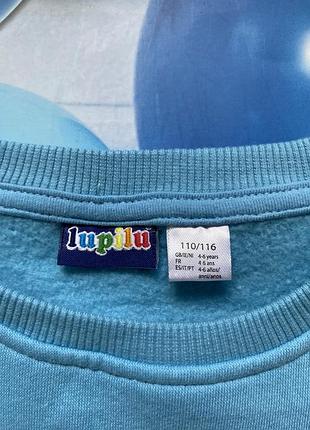 lupilu
110/116
GB/IE/NI 4-6 years
FR 4-6 ans
ES/IT/PT 4-6 años/
anni/anos